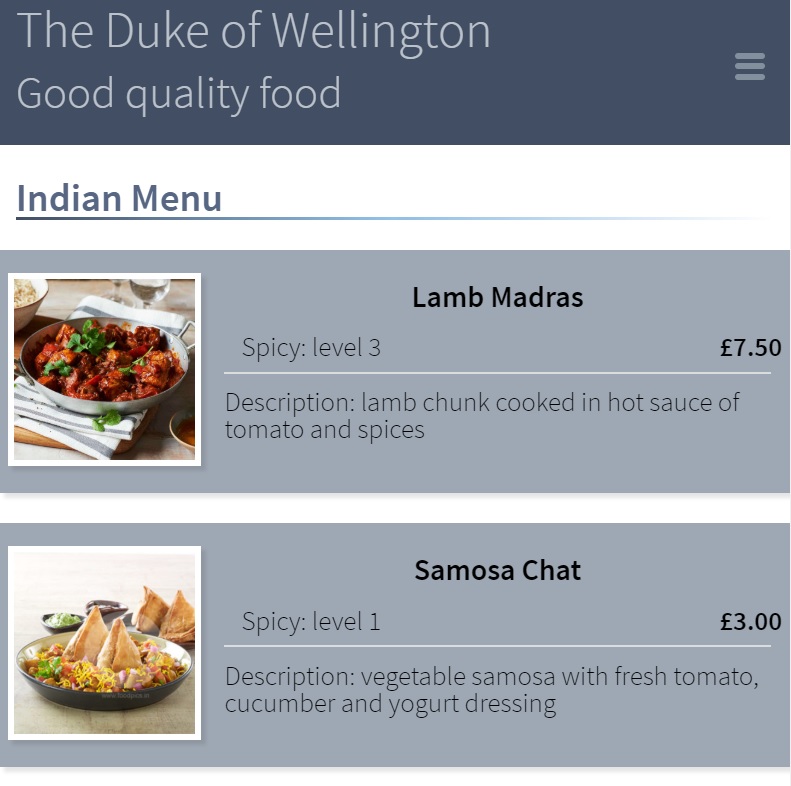 The Duke of Wellington
Good quality food
Indian Menu
Lamb Madras
Spicy: level 3
£7.50
Description: lamb chunk cooked in hot sauce of
tomato and spices
Samosa Chat
Spicy: level 1
£3.00
Description: vegetable samosa with fresh tomato,
cucumber and yogurt dressing